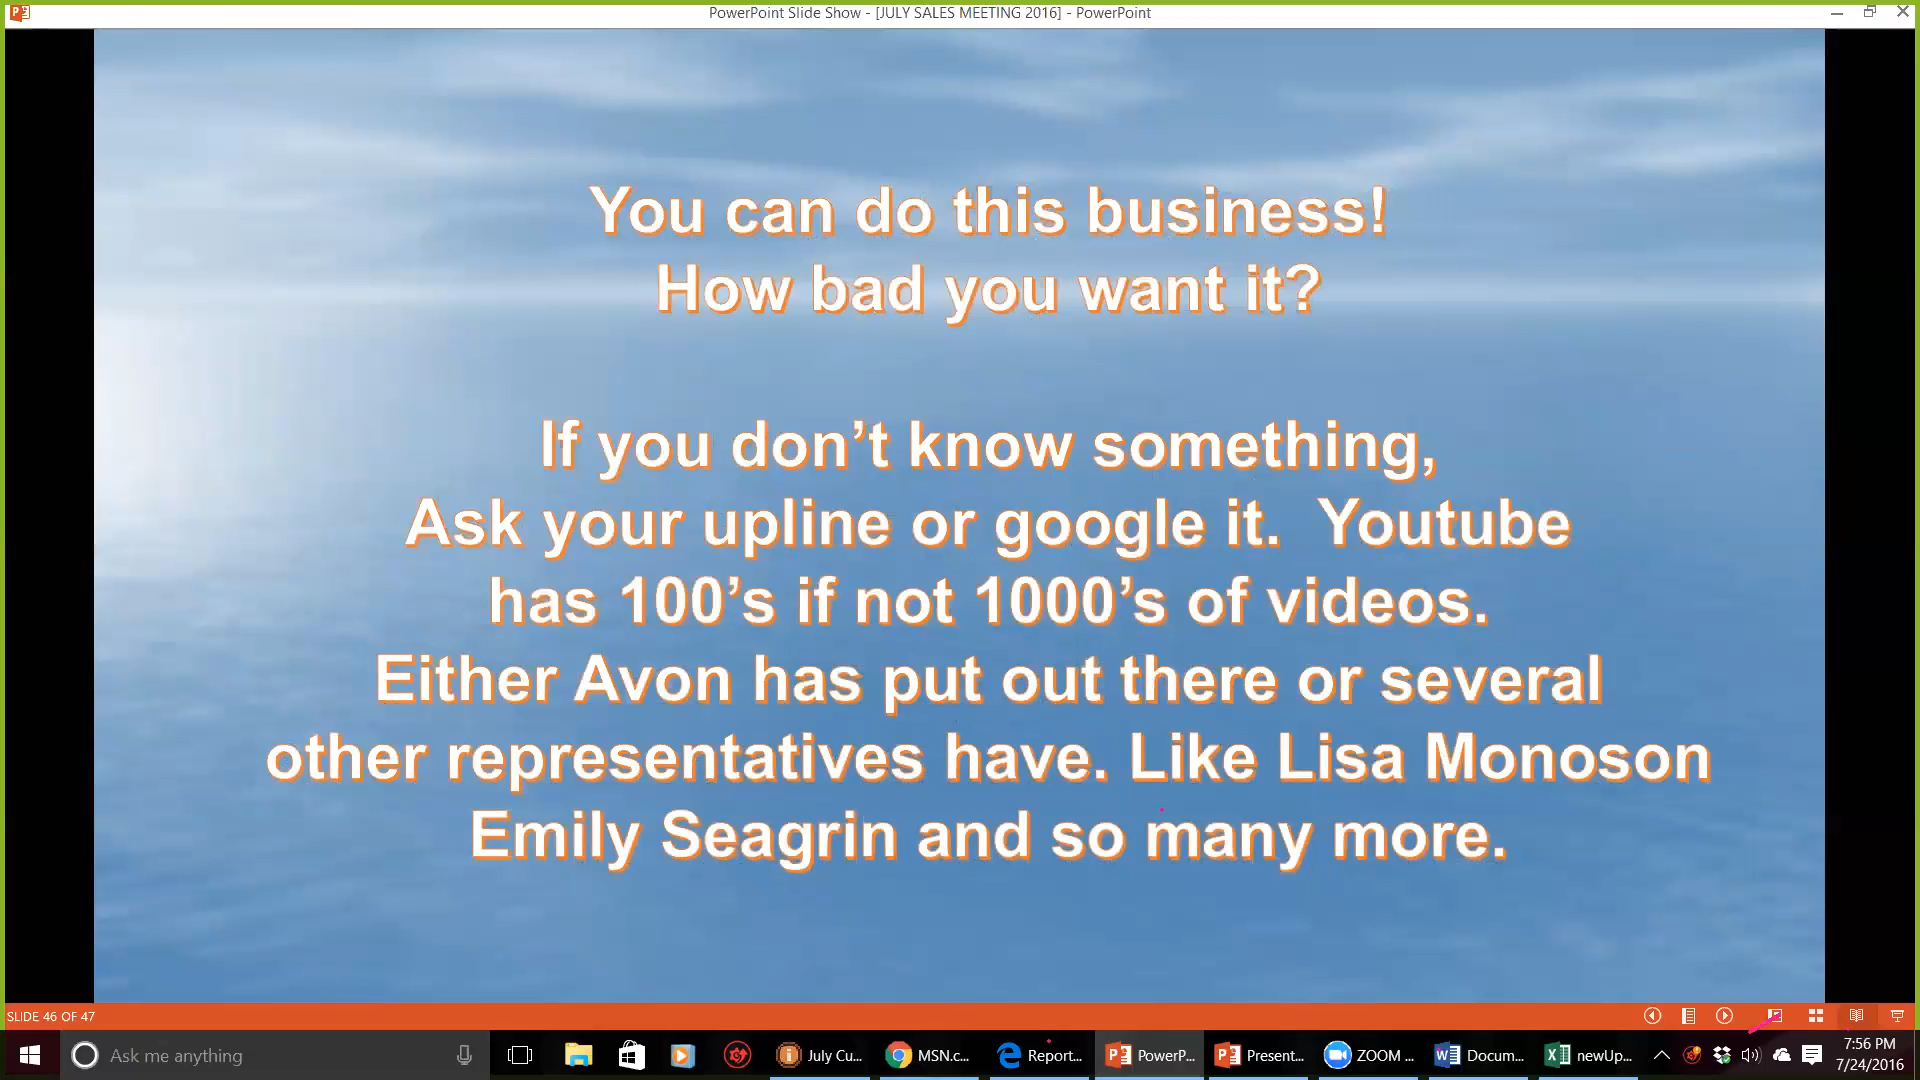 PowerPoint Slide Show - [JULY SALES MEETING 2016] - PowerPoint
You can do this business!
How bad you want it?
If you don’t know something,
Ask your upline or google it.  Youtube
has 100’s if not 1000’s of videos.
Either Avon has put out there or several
other representatives have. Like Lisa Monoson
Emily Seagrin and so many more.
SLIDE 46 OF 47
Ask me anything
July Cu...
MSN.c...
Report...
PowerP...
Present...
ZOOM ...
Docum...
newUp...
7:56 PM
7/24/2016